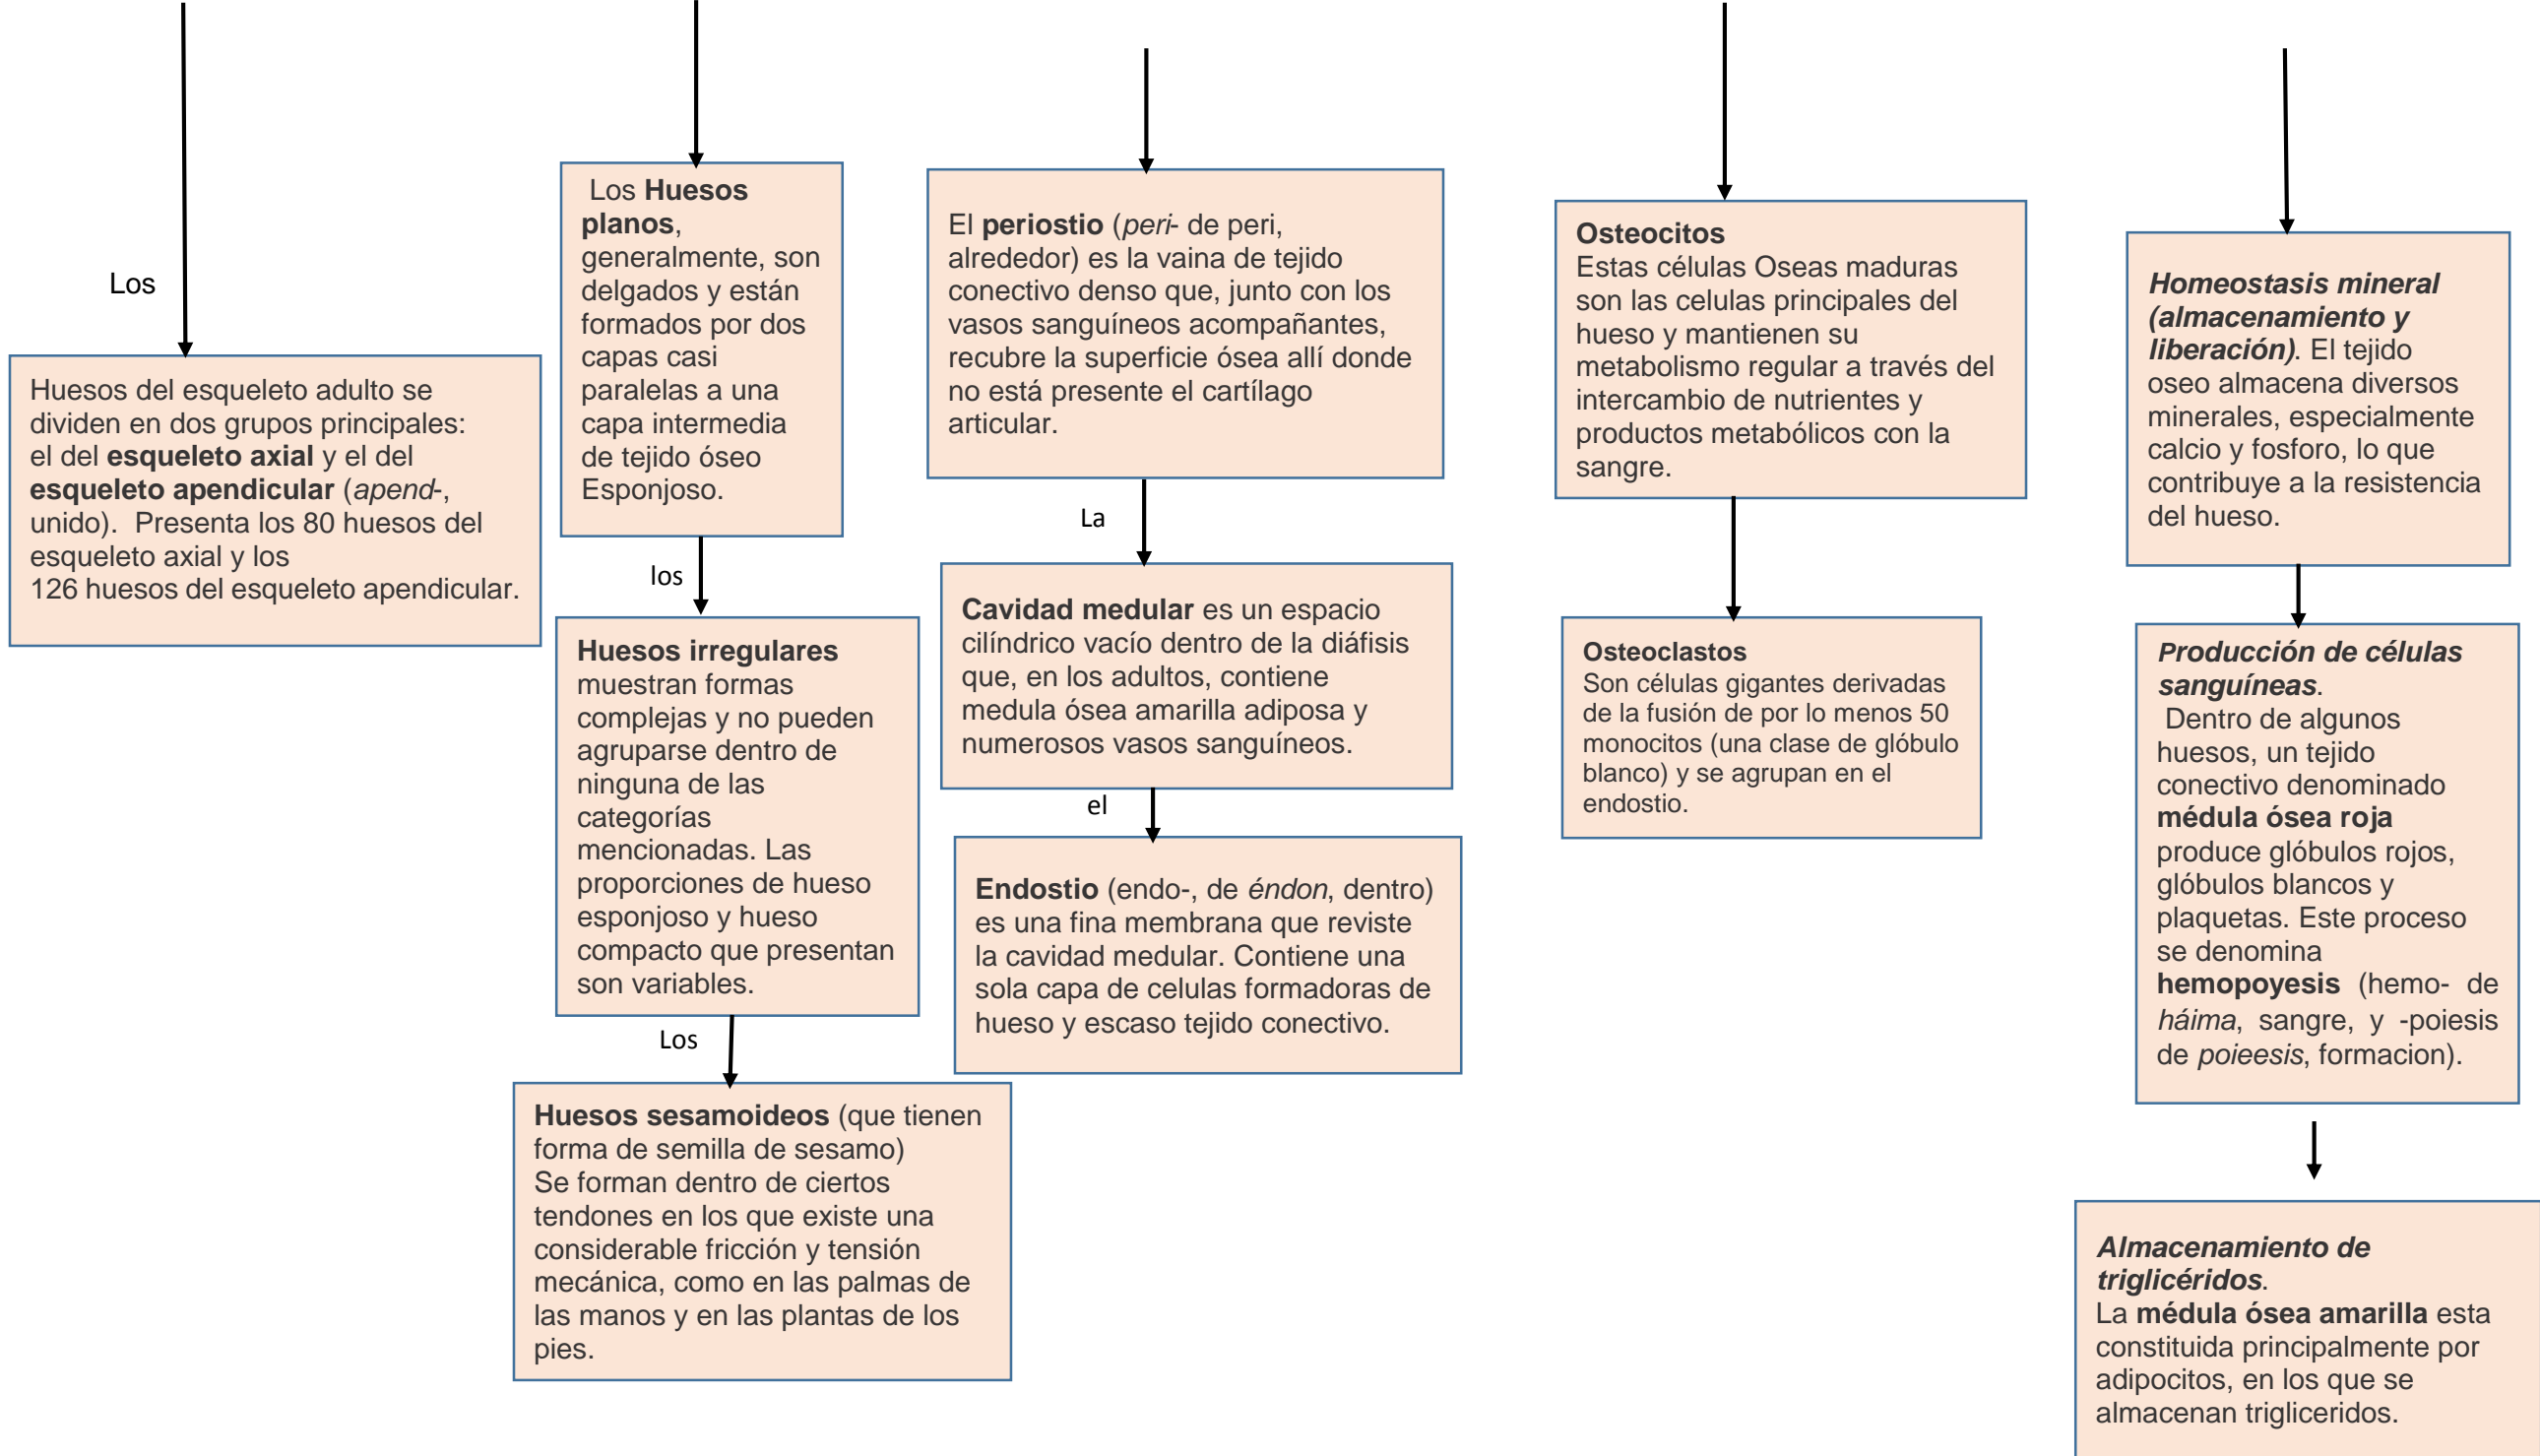 Los
Huesos del esqueleto adulto se
dividen en dos grupos principales:
el del esqueleto axial y el del
esqueleto apendicular (apend-,
unido). Presenta los 80 huesos del
esqueleto axial y los
126 huesos del esqueleto apendicular.
Los Huesos
planos,
generalmente, son
delgados y están
formados por dos
capas casi
paralelas a una
capa intermedia
de tejido óseo
Esponjoso.
los
Huesos irregulares
muestran formas
complejas y no pueden
agruparse dentro de
ninguna de las
categorías
mencionadas. Las
proporciones de hueso
esponjoso y hueso
compacto que presentan
son variables.
Los
Huesos sesamoideos (que tienen
forma de semilla de sesamo)
Se forman dentro de ciertos
tendones en los que existe una
considerable fricción y tensión
mecánica, como en las palmas de
las manos y en las plantas de los
pies.
El periostio (peri- de peri,
alrededor) es la vaina de tejido
conectivo denso que, junto con los
vasos sanguíneos acompañantes,
recubre la superficie ósea allí donde
no está presente el cartílago
articular.
La
Cavidad medular es un espacio
cilíndrico vacío dentro de la diáfisis
que, en los adultos, contiene
medula ósea amarilla adiposa y
numerosos vasos sanguíneos.
el
Endostio (endo-, de éndon, dentro)
es una fina membrana que reviste
la cavidad medular. Contiene una
sola capa de celulas formadoras de
hueso y escaso tejido conectivo.
Osteocitos
Estas células Oseas maduras
son las celulas principales del
hueso y mantienen su
metabolismo regular a través del
intercambio de nutrientes y
productos metabólicos con la
sangre.
Osteoclastos
Son células gigantes derivadas
de la fusión de por lo menos 50
monocitos (una clase de glóbulo
blanco) y se agrupan en el
endostio.
Homeostasis mineral
(almacenamiento y
liberación). El tejido
oseo almacena diversos
minerales, especialmente
calcio y fosforo, lo que
contribuye a la resistencia
del hueso.
Producción de células
sanguíneas.
Dentro de algunos
huesos, un tejido
conectivo denominado
médula ósea roja
produce glóbulos rojos,
glóbulos blancos y
plaquetas. Este proceso
se denomina
hemopoyesis (hemo- de
háima, sangre, y -poiesis
de poieesis, formacion).
Almacenamiento de
triglicéridos.
La médula ósea amarilla esta
constituida principalmente por
adipocitos, en los que se
almacenan trigliceridos.